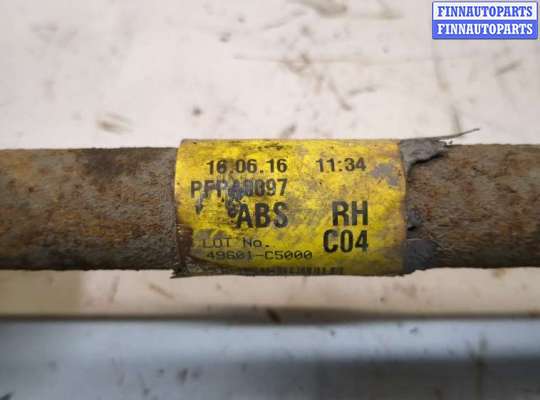 FINNAUTOPARTS
FINNAUTOPARTS
16.06.16 11:34
ABS RH
LOT No. C04
49601-C5000